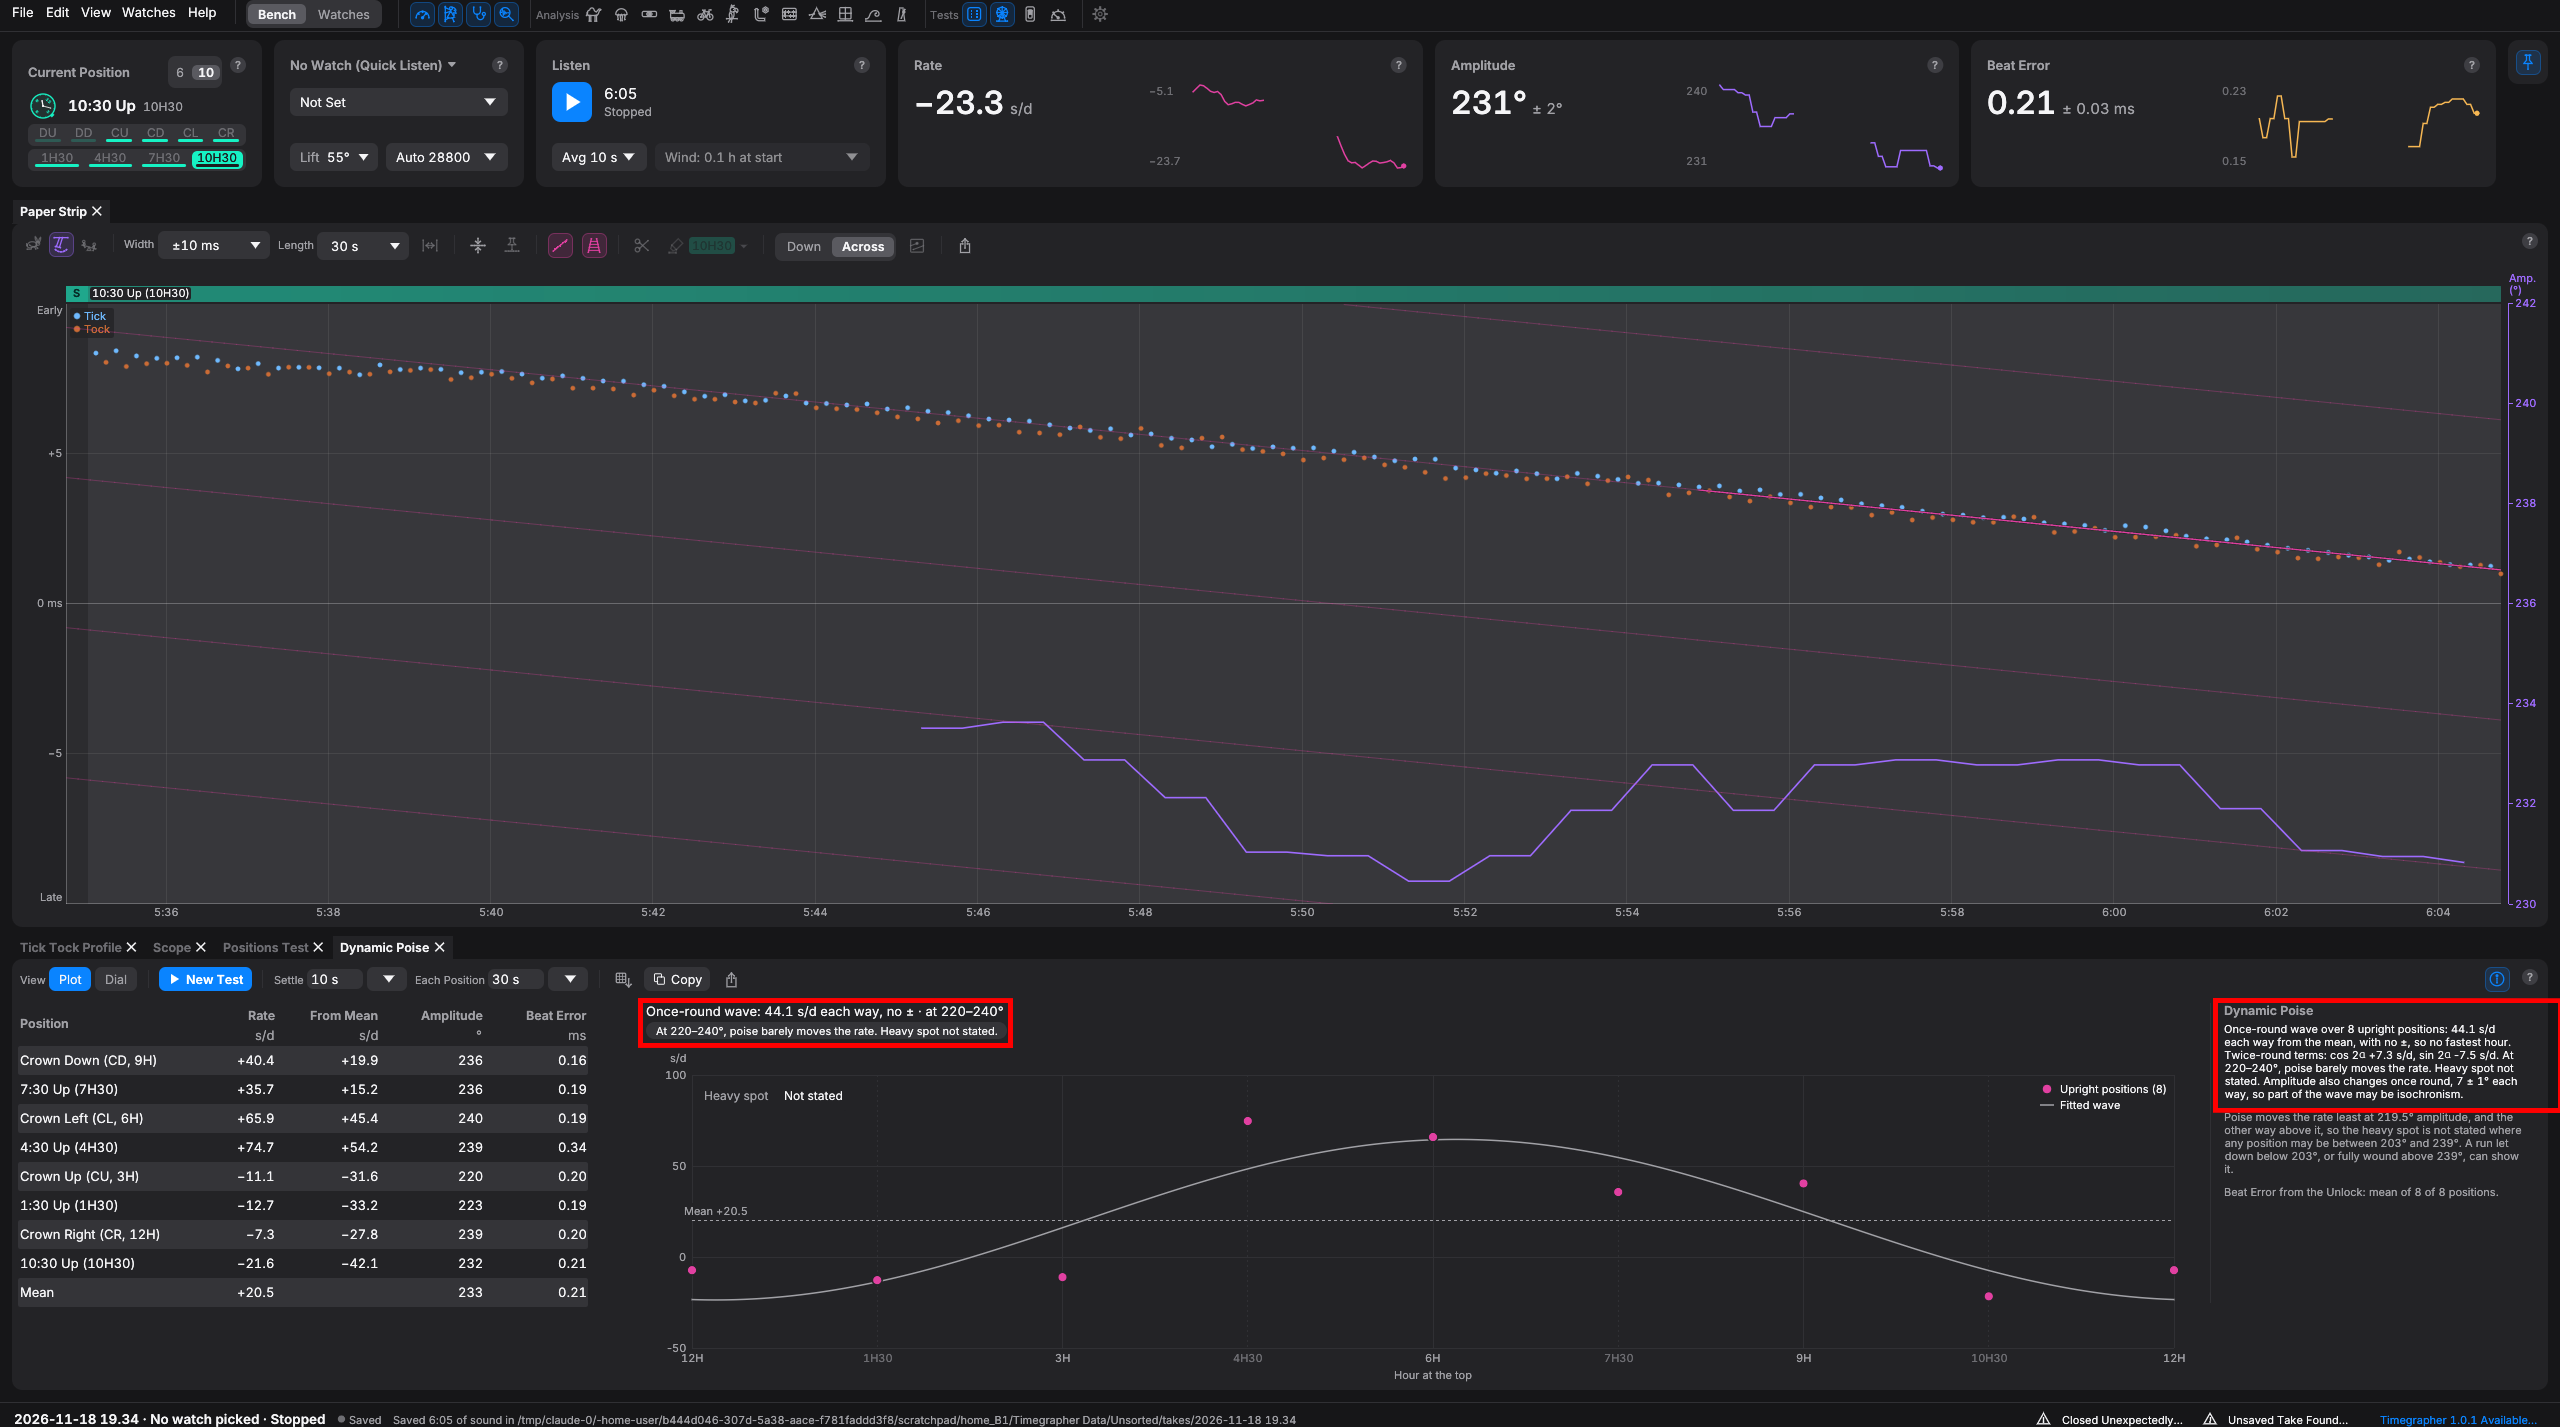 File Edit View Watches Help Bench Watches Analysis Tests
Current Position 6 10 ?
10:30 Up 10H30
DU DD CU CD CL CR
1H30 4H30 7H30 10H30
No Watch (Quick Listen) ?
Not Set
Lift 55° Auto 28800
Listen ?
6:05
Stopped
Avg 10 s Wind: 0.1 h at start
Rate ?
−23.3 s/d
−5.1
−23.7
Amplitude ?
231° ± 2°
240
231
Beat Error ?
0.21 ± 0.03 ms
0.23
0.15
Paper Strip
Width ±10 ms Length 30 s 10H30 Down Across ?
S 10:30 Up (10H30)
Amp.
(°)
Early
Tick
Tock
+5
0 ms
−5
Late
242
240
238
236
234
232
230
5:36 5:38 5:40 5:42 5:44 5:46 5:48 5:50 5:52 5:54 5:56 5:58 6:00 6:02 6:04
Tick Tock Profile Scope Positions Test Dynamic Poise
View Plot Dial New Test Settle 10 s Each Position 30 s Copy ?
Position Rate From Mean Amplitude Beat Error
s/d s/d ° ms
Crown Down (CD, 9H) +40.4 +19.9 236 0.16
7:30 Up (7H30) +35.7 +15.2 236 0.19
Crown Left (CL, 6H) +65.9 +45.4 240 0.19
4:30 Up (4H30) +74.7 +54.2 239 0.34
Crown Up (CU, 3H) −11.1 −31.6 220 0.20
1:30 Up (1H30) −12.7 −33.2 223 0.19
Crown Right (CR, 12H) −7.3 −27.8 239 0.20
10:30 Up (10H30) −21.6 −42.1 232 0.21
Mean +20.5 233 0.21
Once-round wave: 44.1 s/d each way, no ± · at 220–240°
At 220–240°, poise barely moves the rate. Heavy spot not stated.
s/d
100
50
0
-50
Heavy spot Not stated
Mean +20.5
Upright positions (8)
Fitted wave
12H 1H30 3H 4H30 6H 7H30 9H 10H30 12H
Hour at the top
Dynamic Poise
Once-round wave over 8 upright positions: 44.1 s/d
each way from the mean, with no ±, so no fastest hour.
Twice-round terms: cos 2α +7.3 s/d, sin 2α -7.5 s/d. At
220–240°, poise barely moves the rate. Heavy spot not
stated. Amplitude also changes once round, 7 ± 1° each
way, so part of the wave may be isochronism.
Poise moves the rate least at 219.5° amplitude, and the
other way above it, so the heavy spot is not stated where
any position may be between 203° and 239°. A run let
down below 203°, or fully wound above 239°, can show
it.
Beat Error from the Unlock: mean of 8 of 8 positions.
2026-11-18 19.34 · No watch picked · Stopped Saved Saved 6:05 of sound in /tmp/claude-0/-home-user/b444d046-307d-5a38-aace-f781faddd3f8/scratchpad/home_B1/Timegrapher Data/Unsorted/takes/2026-11-18 19.34
Closed Unexpectedly... Unsaved Take Found... Timegrapher 1.0.1 Available...